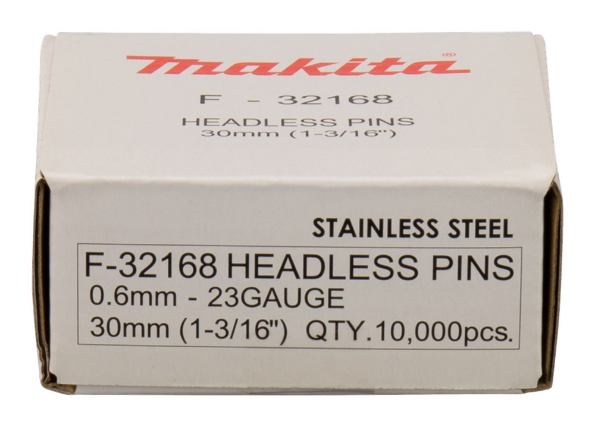 Makita®
F - 32168
HEADLESS PINS
30mm (1-3/16")
STAINLESS STEEL
F-32168 HEADLESS PINS
0.6mm - 23GAUGE
30mm (1-3/16") QTY.10,000pcs.